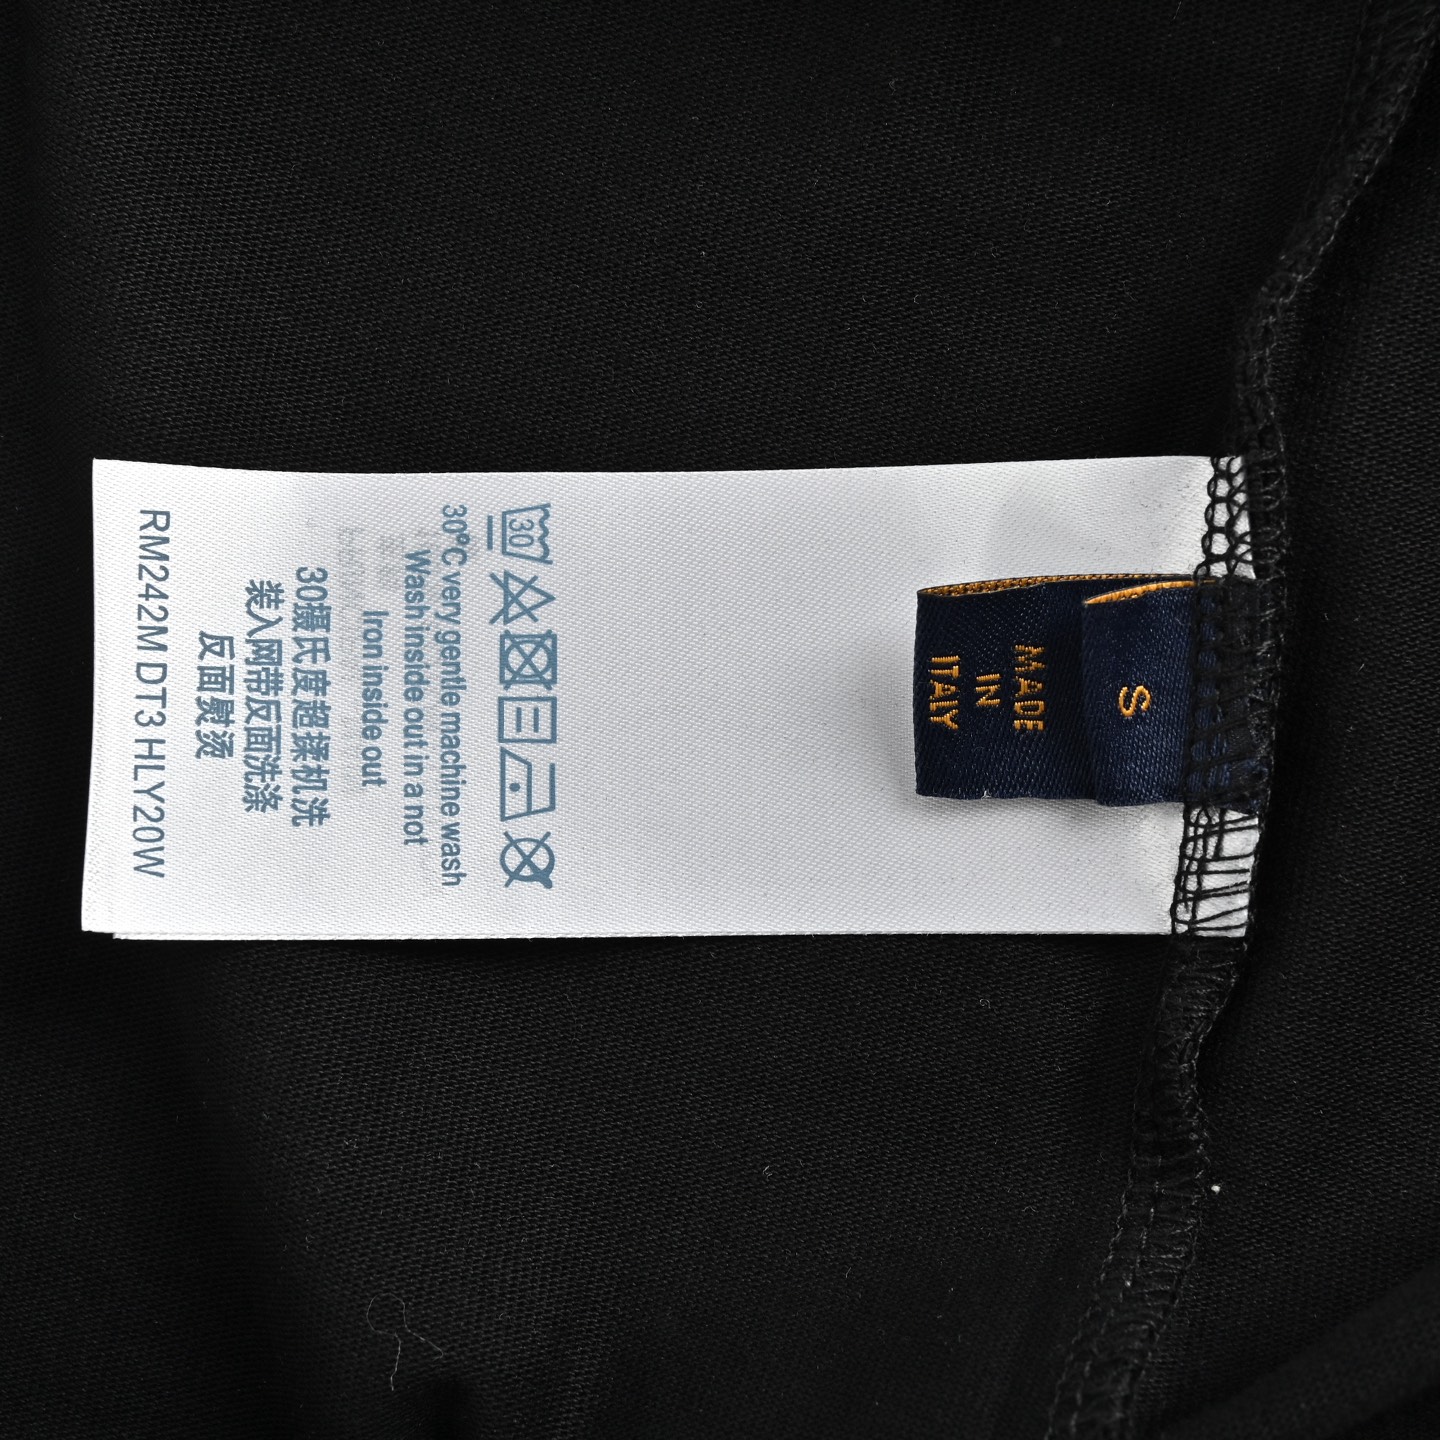 S
MADE
IN
ITALY
30
30°C very gentle machine wash
Wash inside out in a not
Iron inside out
30摄氏度超揉机洗
装入网带反面洗涤
反面熨烫
RM242M DT3 HLY20W